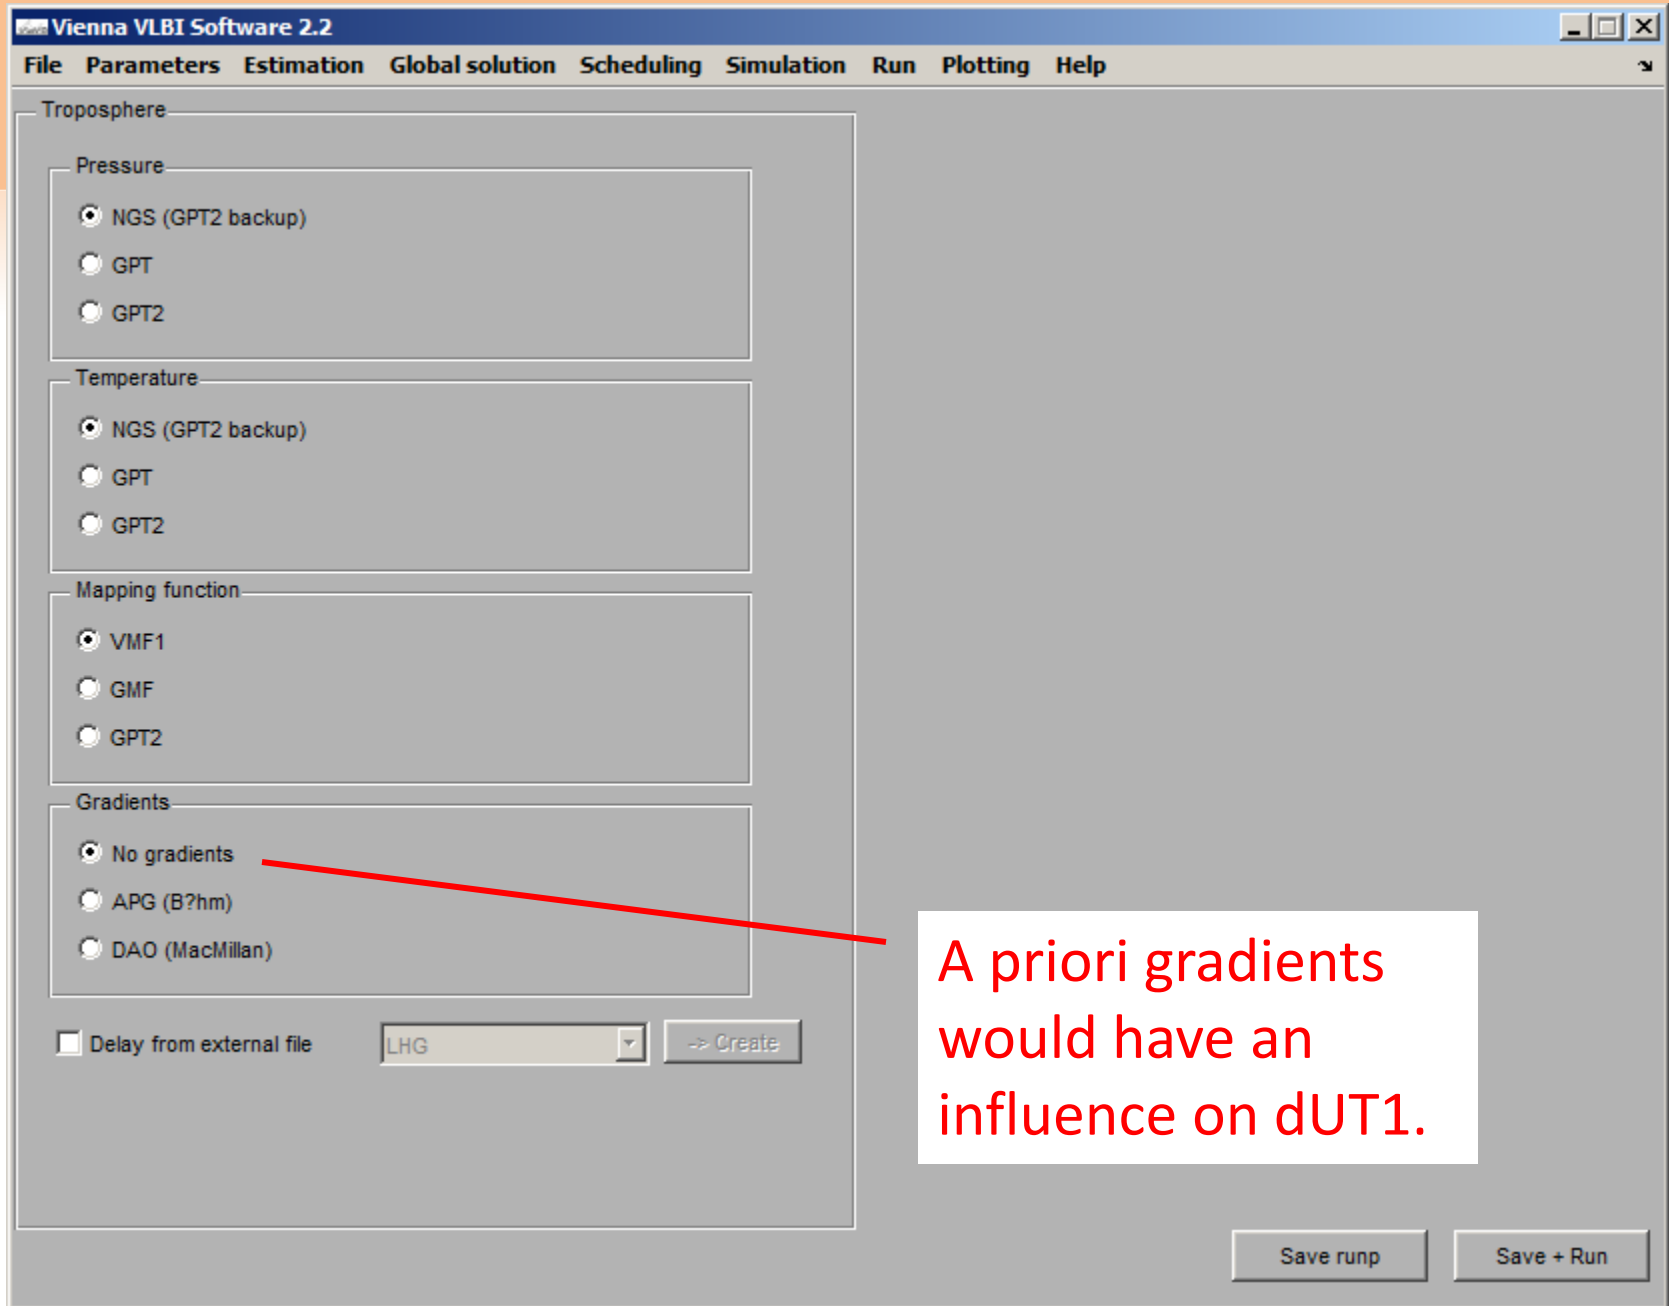 Vienna VLBI Software 2.2
File Parameters Estimation Global solution Scheduling Simulation Run Plotting Help
Troposphere
Pressure
NGS (GPT2 backup)
GPT
GPT2
Temperature
NGS (GPT2 backup)
GPT
GPT2
Mapping function
VMF1
GMF
GPT2
Gradients
No gradients
APG (B?hm)
DAO (MacMillan)
A priori gradients
would have an
influence on dUT1.
Delay from external file LHG -> Create
Save runp Save + Run